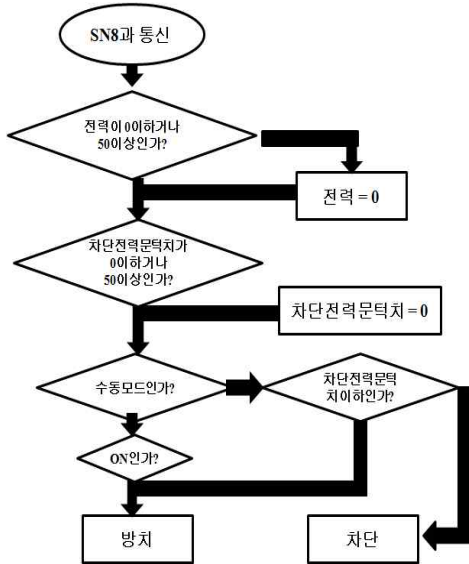 SN8과 통신
전력이 0이하거나
50이상인가?
전력 = 0
차단전력문턱치가
0이하거나
50이상인가?
차단전력문턱치 = 0
수동모드인가?
차단전력문턱
치이하인가?
ON인가?
방치
차단